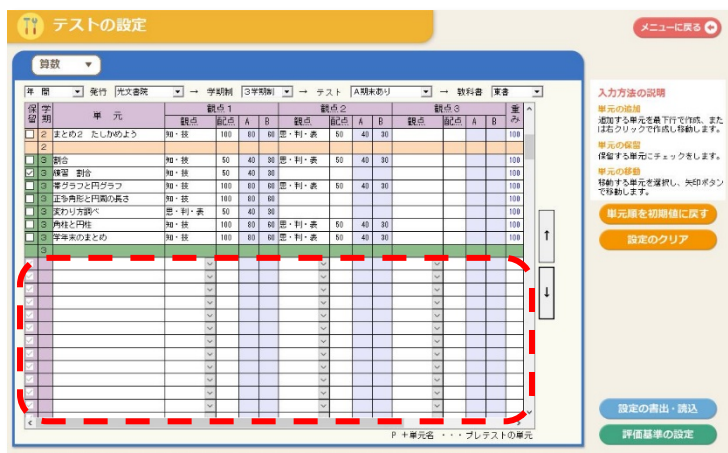 テストの設定
メニューに戻る
算数
年 間 発行 光文書院 → 学期制 3学期制 → テスト A期末あり → 教科書 東書
保留 学期 単 元 観点1 観点2 観点3 重み
観点 配点 A B 観点 配点 A B 観点 配点 A B
2 まとめ2 たしかめよう 知・技 100 80 60 思・判・表 50 40 30 100
2
3 割合 知・技 50 40 30 思・判・表 50 40 30 100
3 練習 割合 知・技 50 40 30 100
3 帯グラフと円グラフ 知・技 100 80 60 思・判・表 50 40 30 100
3 正多角形と円周の長さ 知・技 100 80 60 100
3 変わり方調べ 思・判・表 50 40 30 100
3 角柱と円柱 知・技 100 80 60 思・判・表 50 40 30 100
3 学年末のまとめ 知・技 100 80 60 思・判・表 50 40 30 100
3
↑
↓
P +単元名 ・・・プレテストの単元
入力方法の説明
単元の追加
追加する単元を最下行で作成、また
は右クリックで作成し移動します。
単元の保留
保留する単元にチェックをします。
単元の移動
移動する単元を選択し、矢印ボタン
で移動します。
単元順を初期値に戻す
設定のクリア
設定の書出・読込
評価基準の設定